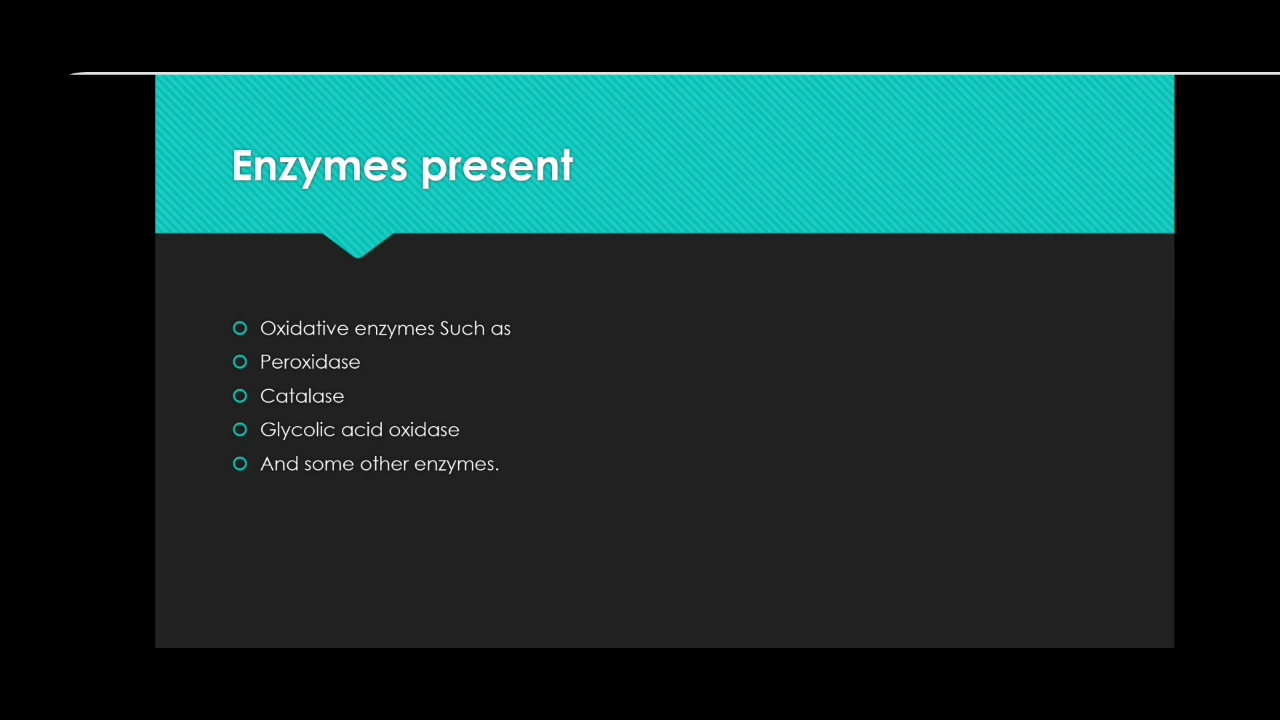 Enzymes present
Oxidative enzymes Such as
Peroxidase
Catalase
Glycolic acid oxidase
And some other enzymes.